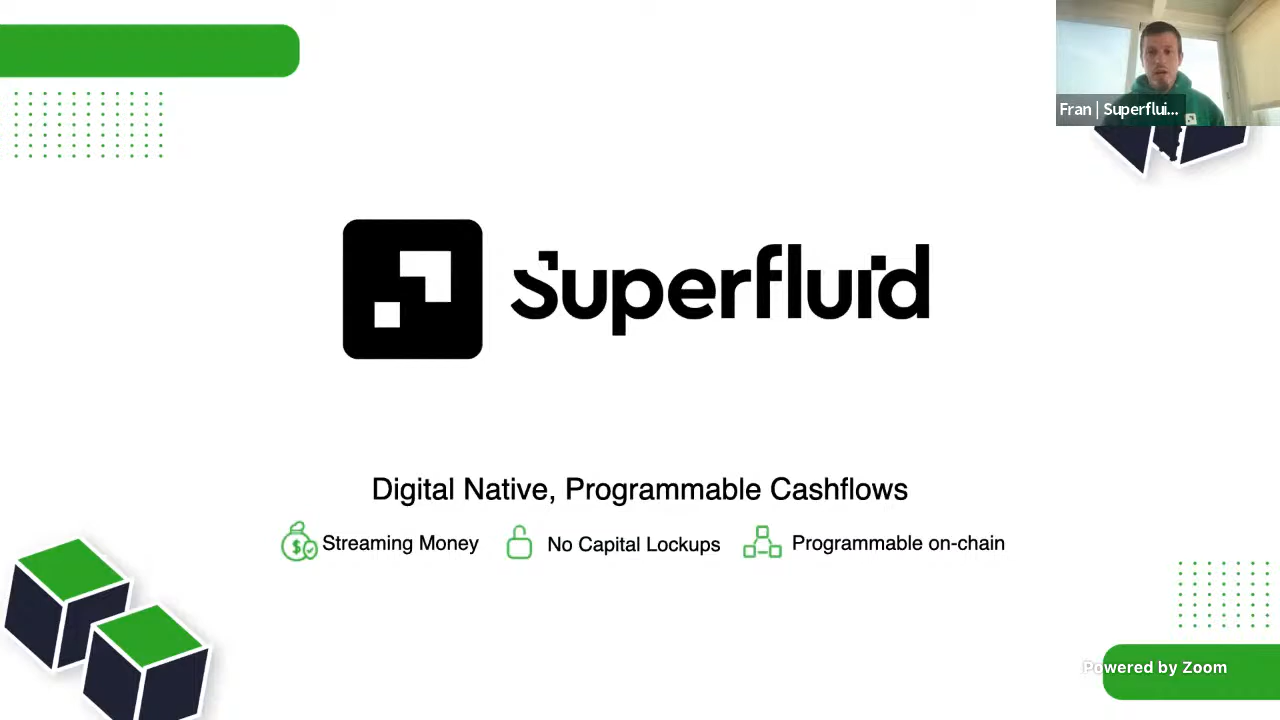 Fran | Superflui...
Superfluid
Digital Native, Programmable Cashflows
Streaming Money
No Capital Lockups
Programmable on-chain
Powered by Zoom